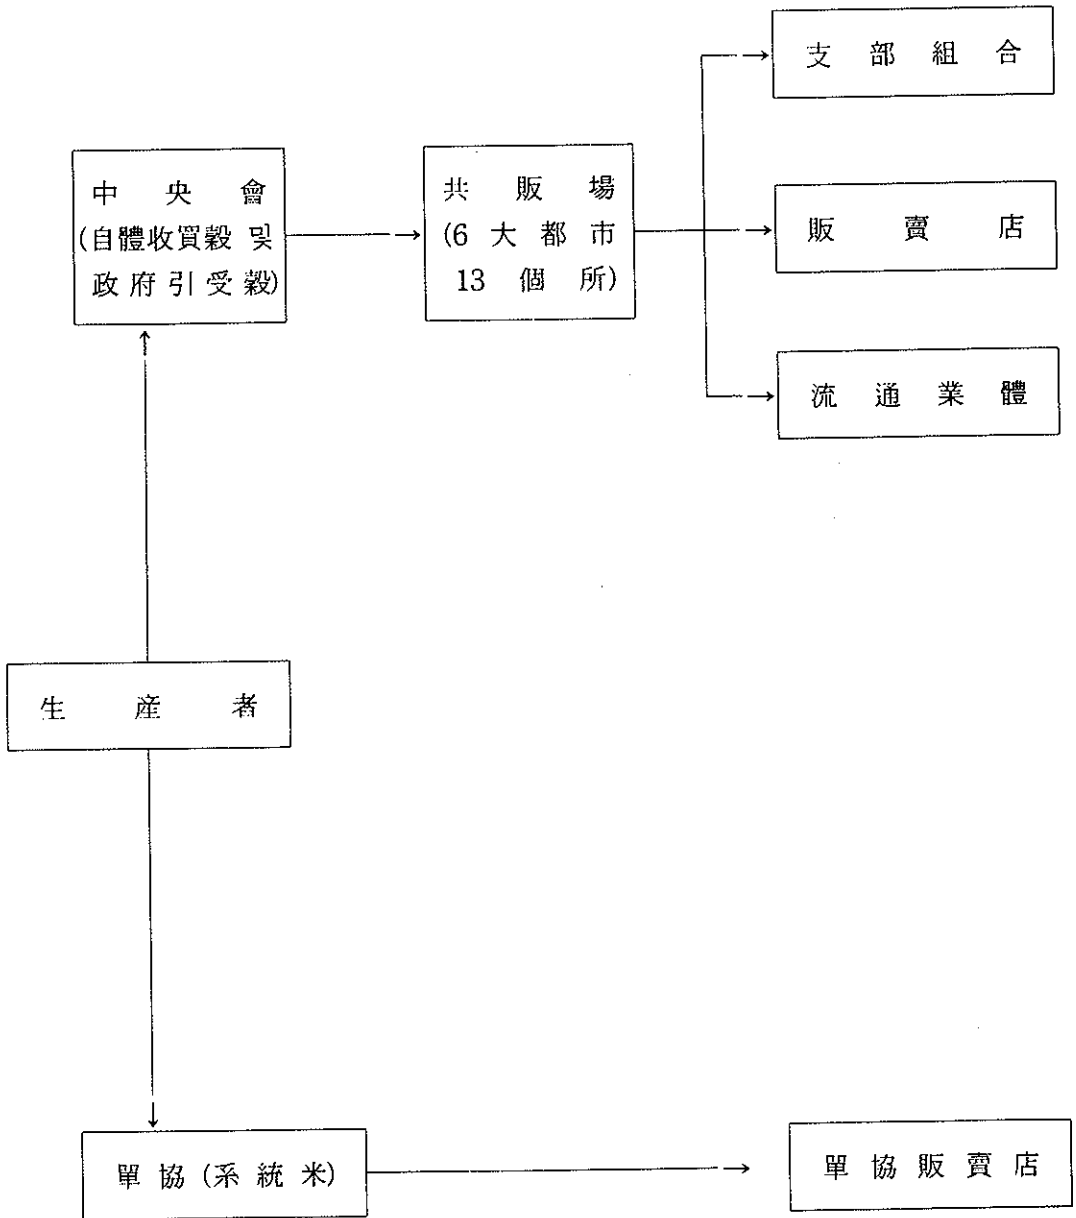 支部組合
中央會
(自體收買穀 및
政府引受穀)
共販場
(6大都市
13個所)
販賣店
流通業體
生産者
單協(系統米)
單協販賣店